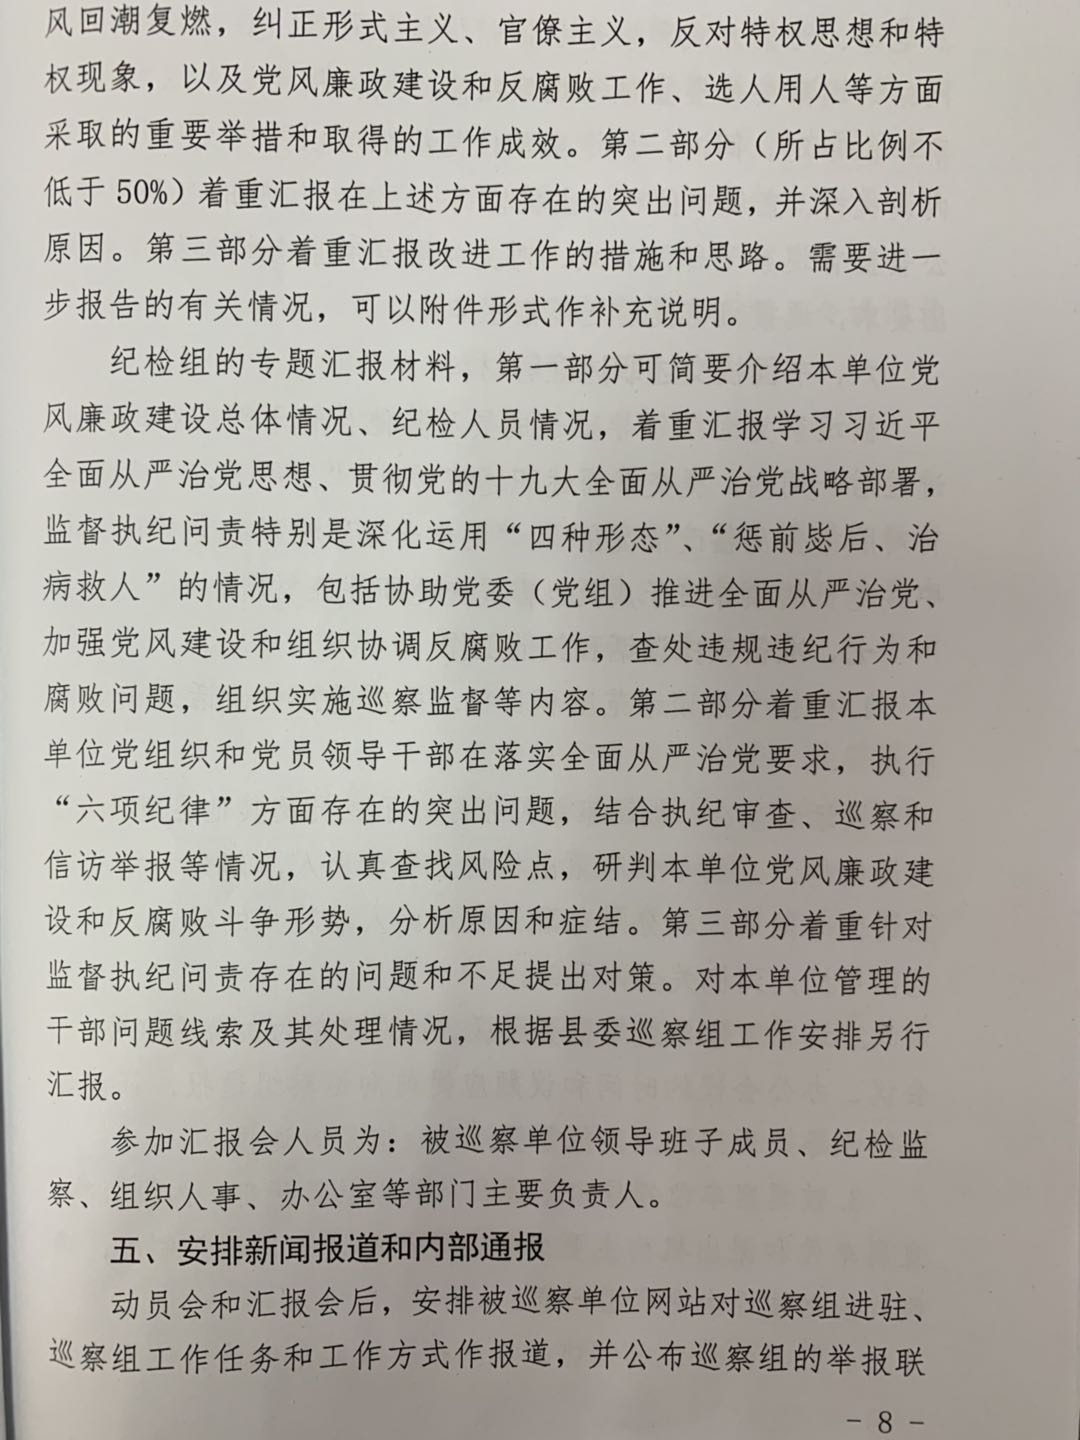 风回潮复燃，纠正形式主义、官僚主义，反对特权思想和特
权现象，以及党风廉政建设和反腐败工作、选人用人等方面
采取的重要举措和取得的工作成效。第二部分（所占比例不
低于50%）着重汇报在上述方面存在的突出问题，并深入剖析
原因。第三部分着重汇报改进工作的措施和思路。需要进一
步报告的有关情况，可以附件形式作补充说明。
纪检组的专题汇报材料，第一部分可简要介绍本单位党
风廉政建设总体情况、纪检人员情况，着重汇报学习习近平
全面从严治党思想、贯彻党的十九大全面从严治党战略部署，
监督执纪问责特别是深化运用“四种形态”、“惩前毖后、治
病救人”的情况，包括协助党委（党组）推进全面从严治党、
加强党风建设和组织协调反腐败工作，查处违规违纪行为和
腐败问题，组织实施巡察监督等内容。第二部分着重汇报本
单位党组织和党员领导干部在落实全面从严治党要求，执行
“六项纪律”方面存在的突出问题，结合执纪审查、巡察和
信访举报等情况，认真查找风险点，研判本单位党风廉政建
设和反腐败斗争形势，分析原因和症结。第三部分着重针对
监督执纪问责存在的问题和不足提出对策。对本单位管理的
干部问题线索及其处理情况，根据县委巡察组工作安排另行
汇报。
参加汇报会人员为：被巡察单位领导班子成员、纪检监
察、组织人事、办公室等部门主要负责人。
五、安排新闻报道和内部通报
动员会和汇报会后，安排被巡察单位网站对巡察组进驻、
巡察组工作任务和工作方式作报道，并公布巡察组的举报联
- 8 -